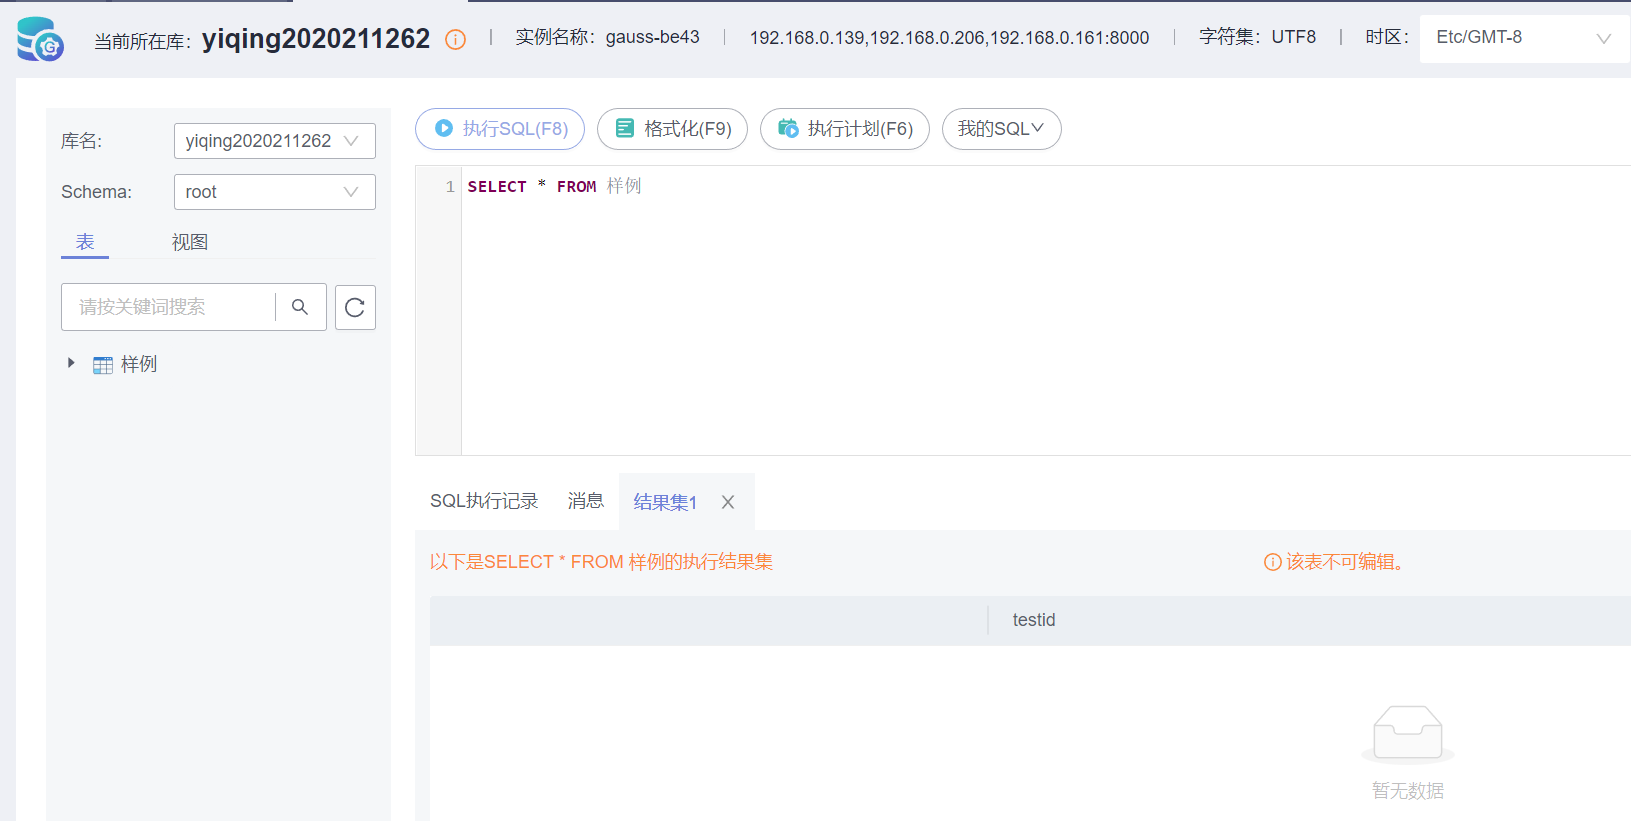 当前所在库：yiqing2020211262 实例名称：gauss-be43 192.168.0.139,192.168.0.206,192.168.0.161:8000 字符集：UTF8 时区： Etc/GMT-8
库名: yiqing2020211262
Schema: root
表 视图
请按关键词搜索
样例
执行SQL(F8) 格式化(F9) 执行计划(F6) 我的SQL
1 SELECT * FROM 样例
SQL执行记录 消息 结果集1
以下是SELECT * FROM 样例的执行结果集 该表不可编辑。
testid
暂无数据